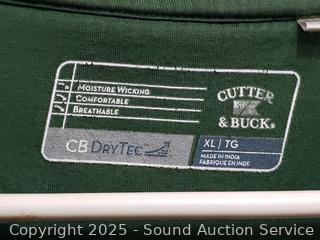 MOISTURE WICKING
COMFORTABLE
BREATHABLE
CUTTER
& BUCK®
CB DRYTEC™
XL | TG
MADE IN INDIA
FABRIQUÉ EN INDE
Copyright 2025 - Sound Auction Service